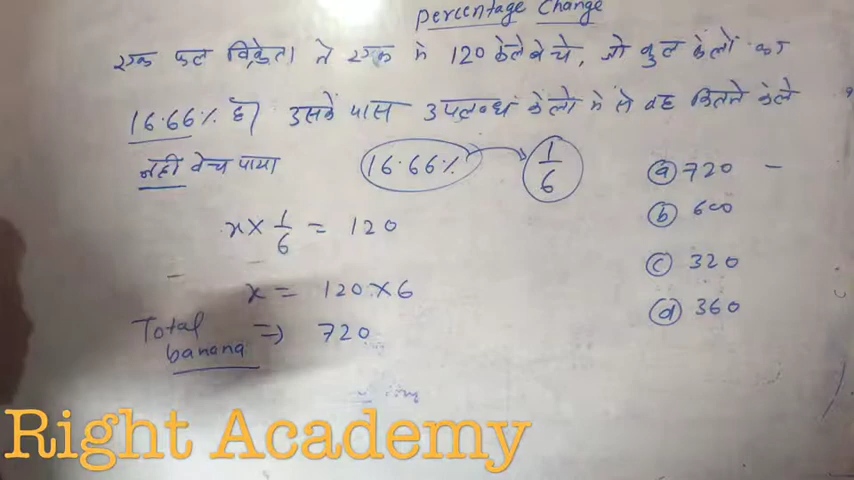 Percentage Change
एक फल विक्रेता ने एक में 120 केले बेचे, जो कुल केलों का
16.66% है। उसके पास उपलब्ध केलों में से वह कितने केले
नहीं बेच पाया
16.66% → 1/6
x × 1/6 = 120
x = 120 × 6
Total banana ⇒ 720
(a) 720 –
(b) 600
(c) 320
(d) 360
Right Academy